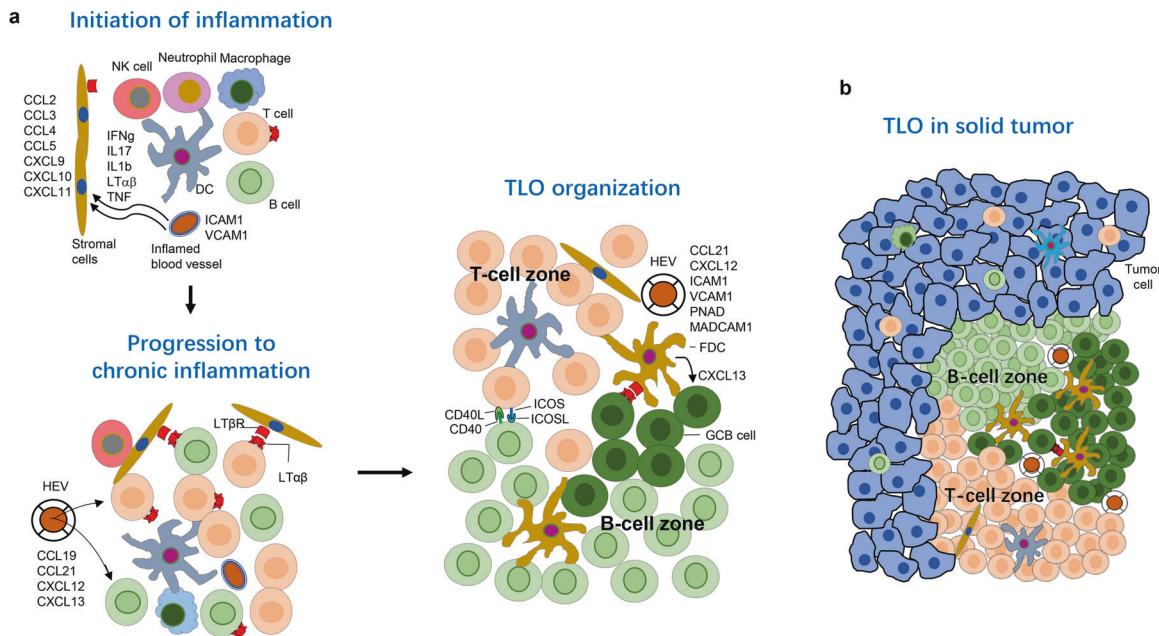 a
Initiation of inflammation
NK cell
Neutrophil
Macrophage
CCL2
CCL3
CCL4
CCL5
CXCL9
CXCL10
CXCL11
IFNg
IL17
IL1b
LTαβ
TNF
T cell
DC
B cell
ICAM1
VCAM1
Stromal
cells
Inflamed
blood vessel
Progression to
chronic inflammation
LTβR
LTαβ
HEV
CCL19
CCL21
CXCL12
CXCL13
TLO organization
T-cell zone
HEV
CCL21
CXCL12
ICAM1
VCAM1
PNAD
MADCAM1
FDC
CXCL13
CD40L
CD40
ICOS
ICOSL
GCB cell
B-cell zone
b
TLO in solid tumor
Tumor
cell
B-cell zone
T-cell zone